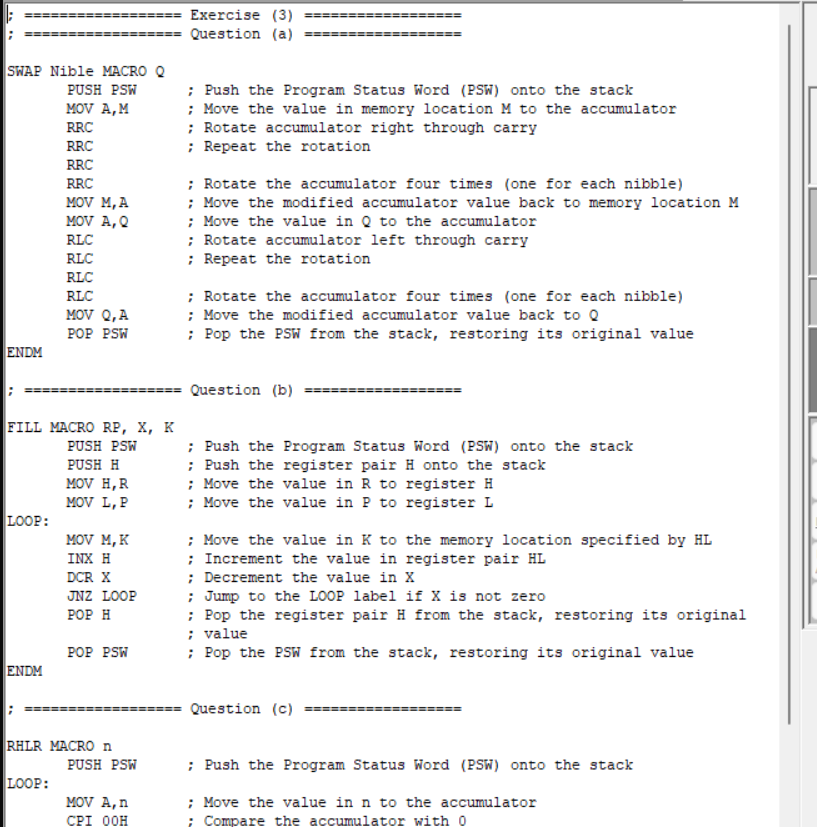 ; ================== Exercise (3) ==================
; ================== Question (a) ==================
SWAP Nible MACRO Q
PUSH PSW ; Push the Program Status Word (PSW) onto the stack
MOV A,M ; Move the value in memory location M to the accumulator
RRC ; Rotate accumulator right through carry
RRC ; Repeat the rotation
RRC
RRC ; Rotate the accumulator four times (one for each nibble)
MOV M,A ; Move the modified accumulator value back to memory location M
MOV A,Q ; Move the value in Q to the accumulator
RLC ; Rotate accumulator left through carry
RLC ; Repeat the rotation
RLC
RLC ; Rotate the accumulator four times (one for each nibble)
MOV Q,A ; Move the modified accumulator value back to Q
POP PSW ; Pop the PSW from the stack, restoring its original value
ENDM
; ================== Question (b) ==================
FILL MACRO RP, X, K
PUSH PSW ; Push the Program Status Word (PSW) onto the stack
PUSH H ; Push the register pair H onto the stack
MOV H,R ; Move the value in R to register H
MOV L,P ; Move the value in P to register L
LOOP:
MOV M,K ; Move the value in K to the memory location specified by HL
INX H ; Increment the value in register pair HL
DCR X ; Decrement the value in X
JNZ LOOP ; Jump to the LOOP label if X is not zero
POP H ; Pop the register pair H from the stack, restoring its original
; value
POP PSW ; Pop the PSW from the stack, restoring its original value
ENDM
; ================== Question (c) ==================
RHLR MACRO n
PUSH PSW ; Push the Program Status Word (PSW) onto the stack
LOOP:
MOV A,n ; Move the value in n to the accumulator
CPI 00H ; Compare the accumulator with 0